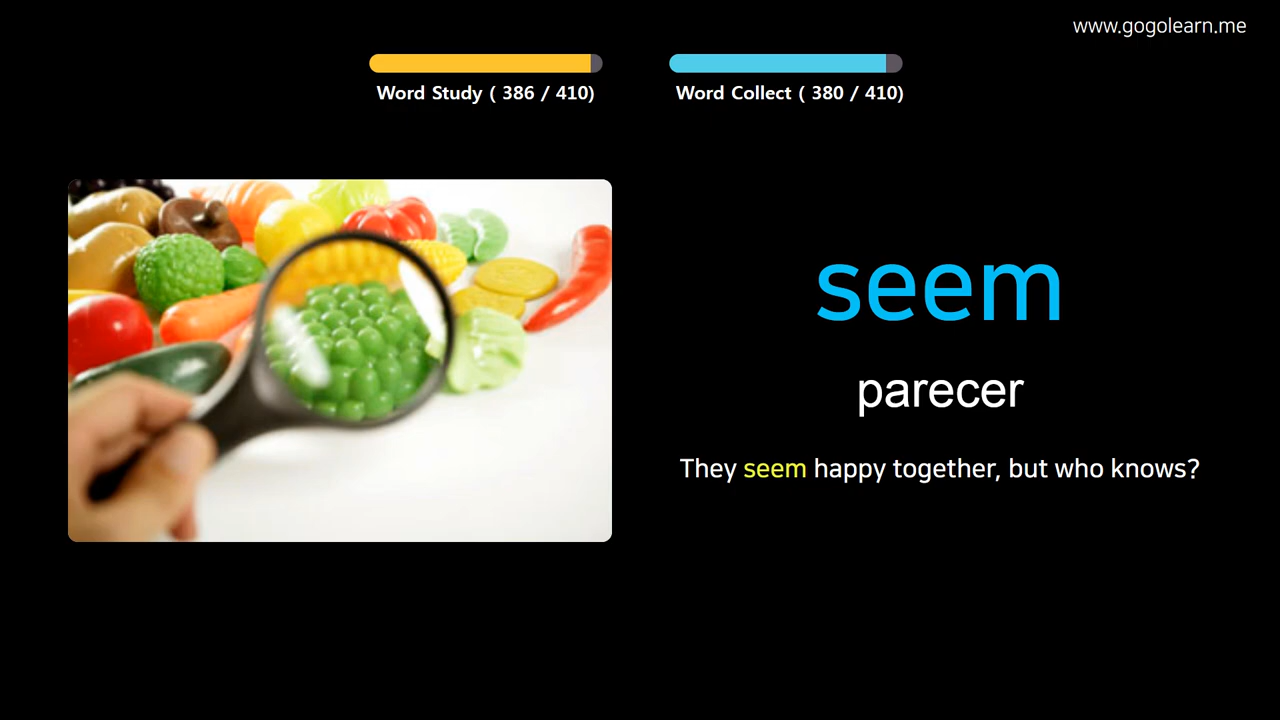 www.gogolearn.me
Word Study ( 386 / 410)
Word Collect ( 380 / 410)
seem
parecer
They seem happy together, but who knows?